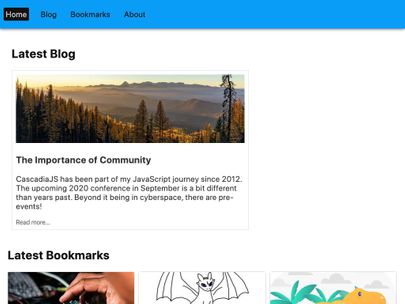 Home Blog Bookmarks About
Latest Blog
The Importance of Community
CascadiaJS has been part of my JavaScript journey since 2012.
The upcoming 2020 conference in September is a bit different
than years past. Beyond it being in cyberspace, there are pre-
events!
Read more...
Latest Bookmarks